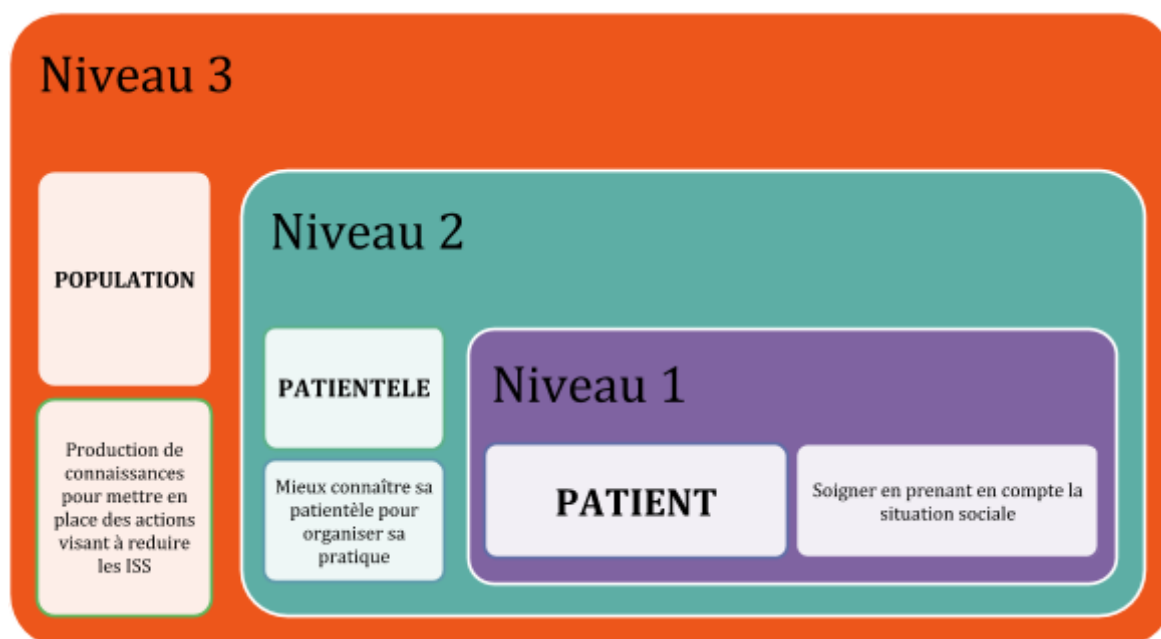 Niveau 3
POPULATION
Production de
connaissances
pour mettre en
place des actions
visant à reduire
les ISS
Niveau 2
PATIENTELE
Mieux connaître sa
patientèle pour
organiser sa
pratique
Niveau 1
PATIENT
Soigner en prenant en compte la
situation sociale